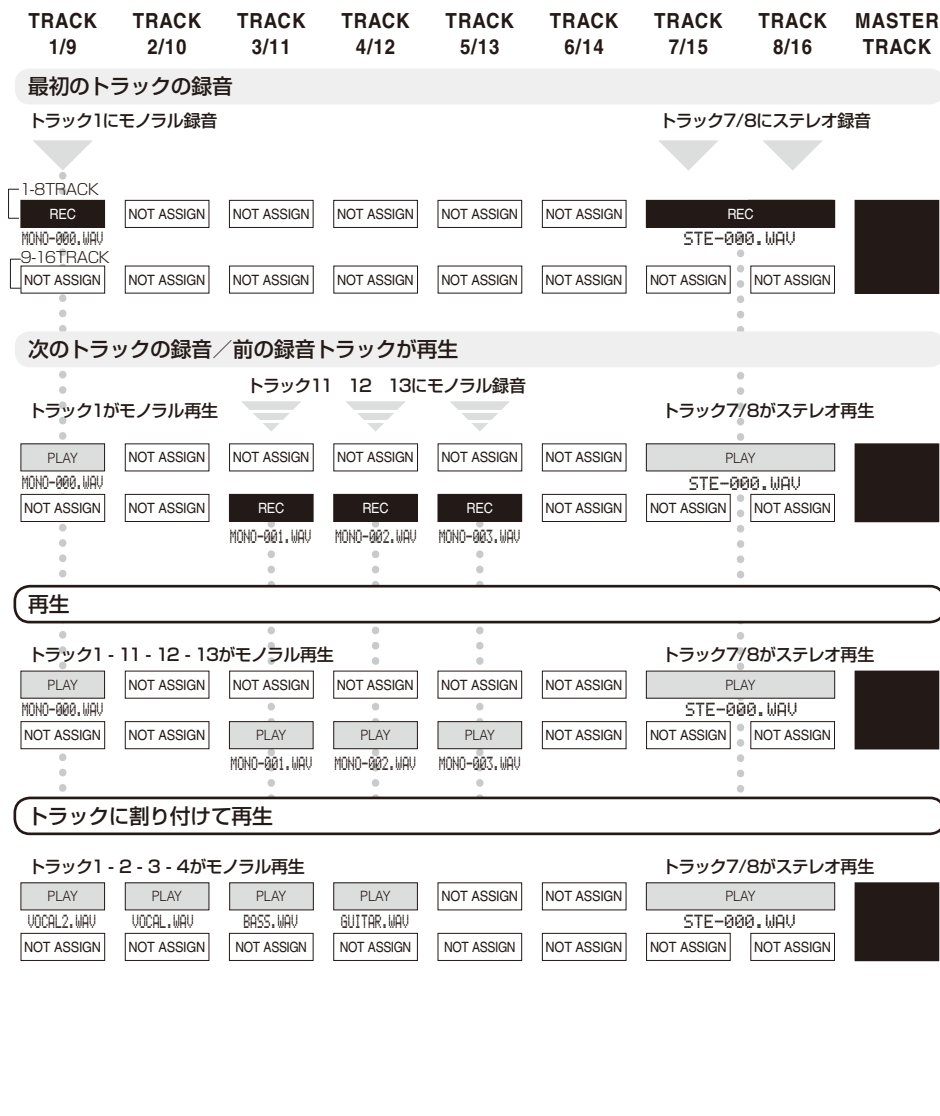 TRACK TRACK TRACK TRACK TRACK TRACK TRACK TRACK MASTER
1/9 2/10 3/11 4/12 5/13 6/14 7/15 8/16 TRACK
最初のトラックの録音
トラック1にモノラル録音 トラック7/8にステレオ録音
1-8TRACK
REC NOT ASSIGN NOT ASSIGN NOT ASSIGN NOT ASSIGN NOT ASSIGN REC
MONO-000.WAV STE-000.WAV
9-16TRACK
NOT ASSIGN NOT ASSIGN NOT ASSIGN NOT ASSIGN NOT ASSIGN NOT ASSIGN NOT ASSIGN NOT ASSIGN
次のトラックの録音／前の録音トラックが再生
トラック11 12 13にモノラル録音
トラック1がモノラル再生 トラック7/8がステレオ再生
PLAY NOT ASSIGN NOT ASSIGN NOT ASSIGN NOT ASSIGN NOT ASSIGN PLAY
MONO-000.WAV STE-000.WAV
NOT ASSIGN NOT ASSIGN REC REC REC NOT ASSIGN NOT ASSIGN NOT ASSIGN
MONO-001.WAV MONO-002.WAV MONO-003.WAV
再生
トラック1 - 11 - 12 - 13がモノラル再生 トラック7/8がステレオ再生
PLAY NOT ASSIGN NOT ASSIGN NOT ASSIGN NOT ASSIGN NOT ASSIGN PLAY
MONO-000.WAV STE-000.WAV
NOT ASSIGN NOT ASSIGN PLAY PLAY PLAY NOT ASSIGN NOT ASSIGN NOT ASSIGN
MONO-001.WAV MONO-002.WAV MONO-003.WAV
トラックに割り付けて再生
トラック1 - 2 - 3 - 4がモノラル再生 トラック7/8がステレオ再生
PLAY PLAY PLAY PLAY NOT ASSIGN NOT ASSIGN PLAY
VOCAL2.WAV VOCAL.WAV BASS.WAV GUITAR.WAV STE-000.WAV
NOT ASSIGN NOT ASSIGN NOT ASSIGN NOT ASSIGN NOT ASSIGN NOT ASSIGN NOT ASSIGN NOT ASSIGN